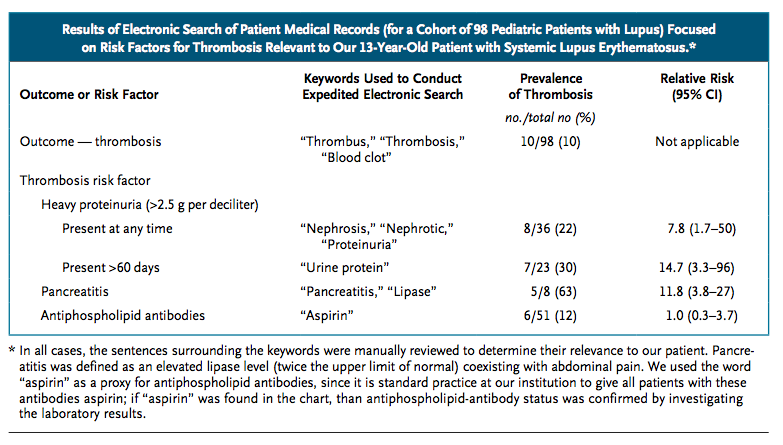 Results of Electronic Search of Patient Medical Records (for a Cohort of 98 Pediatric Patients with Lupus) Focused
on Risk Factors for Thrombosis Relevant to Our 13-Year-Old Patient with Systemic Lupus Erythematosus.*
Outcome or Risk Factor Keywords Used to Conduct Expedited Electronic Search Prevalence of Thrombosis Relative Risk (95% CI)
no./total no (%)
Outcome — thrombosis “Thrombus,” “Thrombosis,” “Blood clot” 10/98 (10) Not applicable
Thrombosis risk factor
Heavy proteinuria (>2.5 g per deciliter)
Present at any time “Nephrosis,” “Nephrotic,” “Proteinuria” 8/36 (22) 7.8 (1.7–50)
Present >60 days “Urine protein” 7/23 (30) 14.7 (3.3–96)
Pancreatitis “Pancreatitis,” “Lipase” 5/8 (63) 11.8 (3.8–27)
Antiphospholipid antibodies “Aspirin” 6/51 (12) 1.0 (0.3–3.7)
* In all cases, the sentences surrounding the keywords were manually reviewed to determine their relevance to our patient. Pancre-
atitis was defined as an elevated lipase level (twice the upper limit of normal) coexisting with abdominal pain. We used the word
“aspirin” as a proxy for antiphospholipid antibodies, since it is standard practice at our institution to give all patients with these
antibodies aspirin; if “aspirin” was found in the chart, than antiphospholipid-antibody status was confirmed by investigating
the laboratory results.